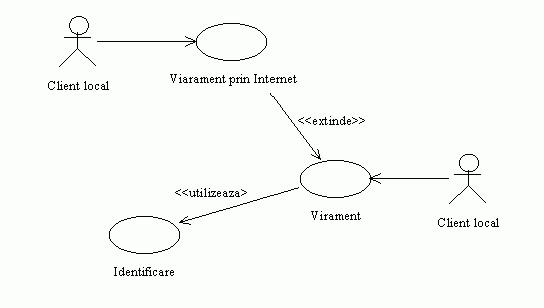 Client local
Viarament prin Internet
<<extinde>>
<<utilizeaza>
Virament
Client local
Identificare